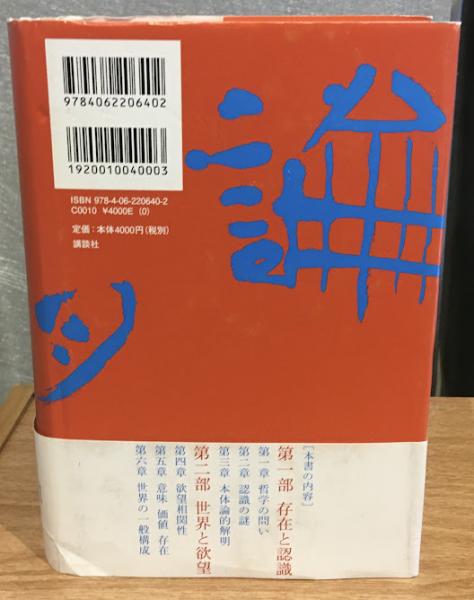 9784062206402
1920010040003
ISBN 978-4-06-220640-2
C0010 ¥4000E (0)
定価：本体4000円（税別）
講談社
［本書の内容］
第一部 存在と認識
第一章 哲学の問い
第二章 認識の謎
第三章 本体論的解明
第二部 世界と欲望
第四章 欲望相関性
第五章 意味 価値 存在
第六章 世界の一般構成